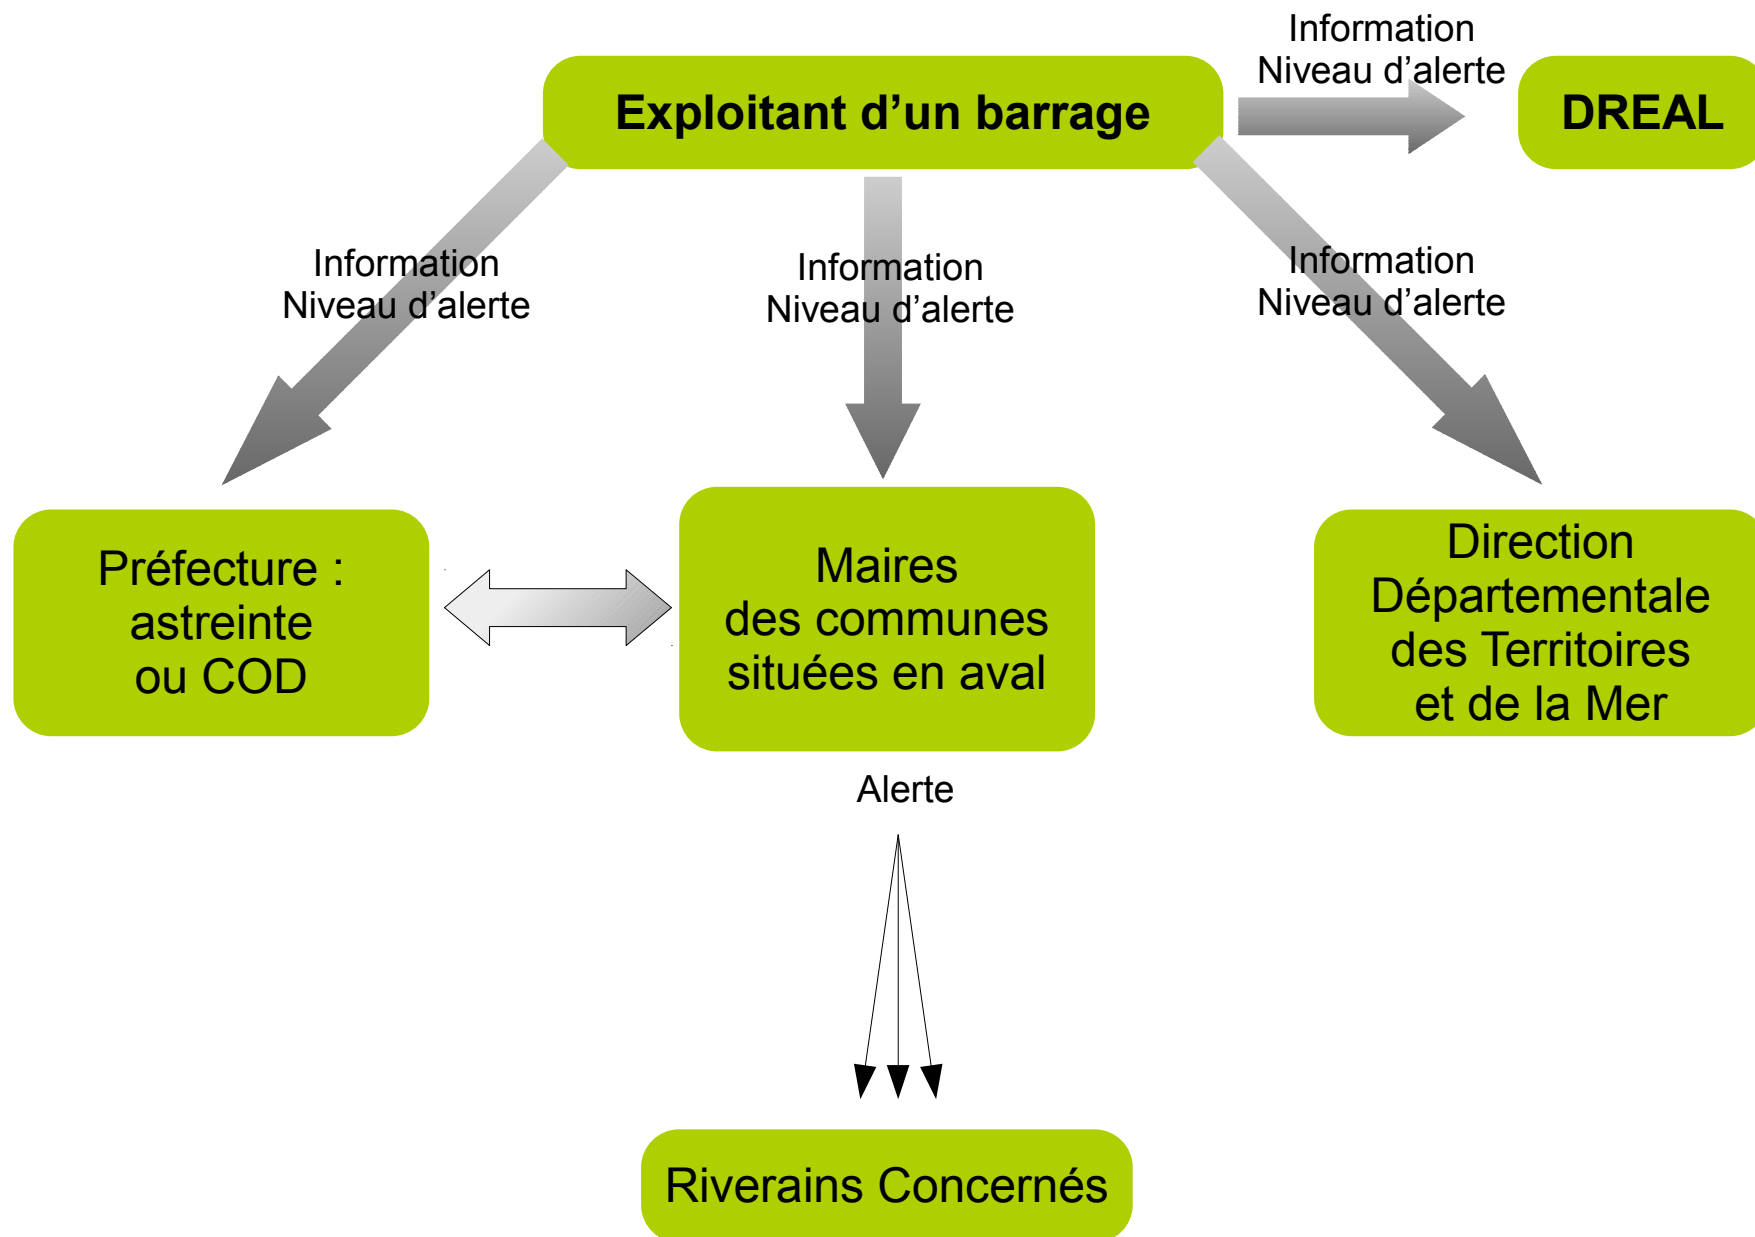 Information
Niveau d'alerte
Exploitant d'un barrage
DREAL
Information
Niveau d'alerte
Information
Niveau d'alerte
Information
Niveau d'alerte
Préfecture :
astreinte
ou COD
Maires
des communes
situées en aval
Direction
Départementale
des Territoires
et de la Mer
Alerte
Riverains Concernés